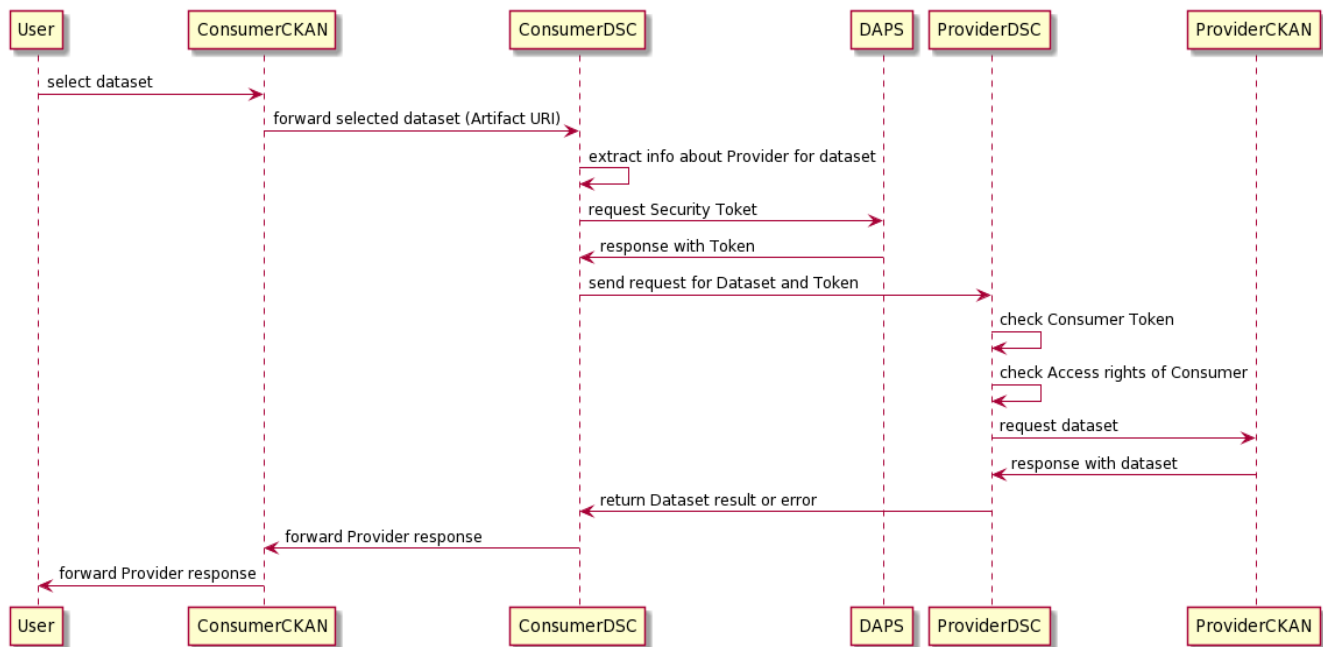 User ConsumerCKAN ConsumerDSC DAPS ProviderDSC ProviderCKAN
select dataset
forward selected dataset (Artifact URI)
extract info about Provider for dataset
request Security Toket
response with Token
send request for Dataset and Token
check Consumer Token
check Access rights of Consumer
request dataset
response with dataset
return Dataset result or error
forward Provider response
forward Provider response
User ConsumerCKAN ConsumerDSC DAPS ProviderDSC ProviderCKAN